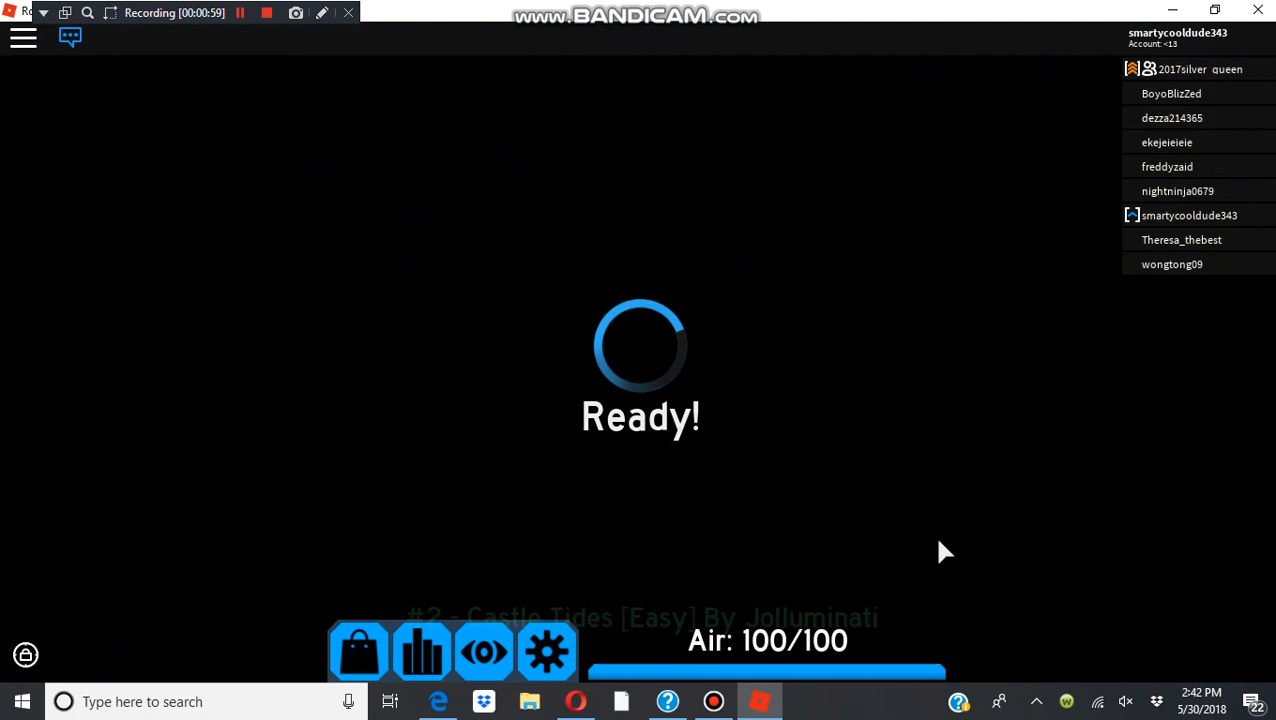 Ro
Recording [00:00:59]
www.BANDICAM.com
smartycooldude343
Account: <13
2017silver_queen
BoyoBlizZed
dezza214365
ekejeieieie
freddyzaid
nightninja0679
smartycooldude343
Theresa_thebest
wongtong09
Ready!
#2 - Castle Tides [Easy] By Jolluminati
Air: 100/100
Type here to search
2:42 PM
5/30/2018
22